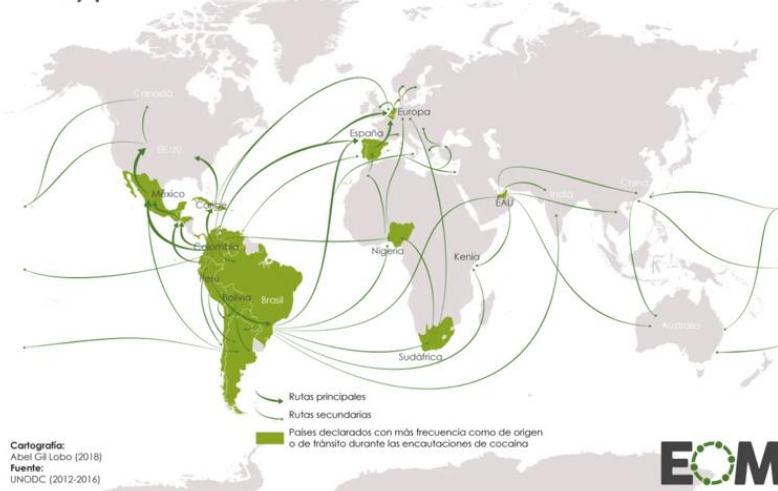 Canadá
EE.UU.
México
Caribe
Colombia
Perú
Bolivia
Brasil
España
Europa
Nigeria
Kenia
Sudáfrica
EAU
India
China
Australia
Rutas principales
Rutas secundarias
Países declarados con más frecuencia como de origen
o de tránsito durante las encautaciones de cocaína
Cartografía:
Abel Gil Lobo (2018)
Fuente:
UNODC (2012-2016)
EOM